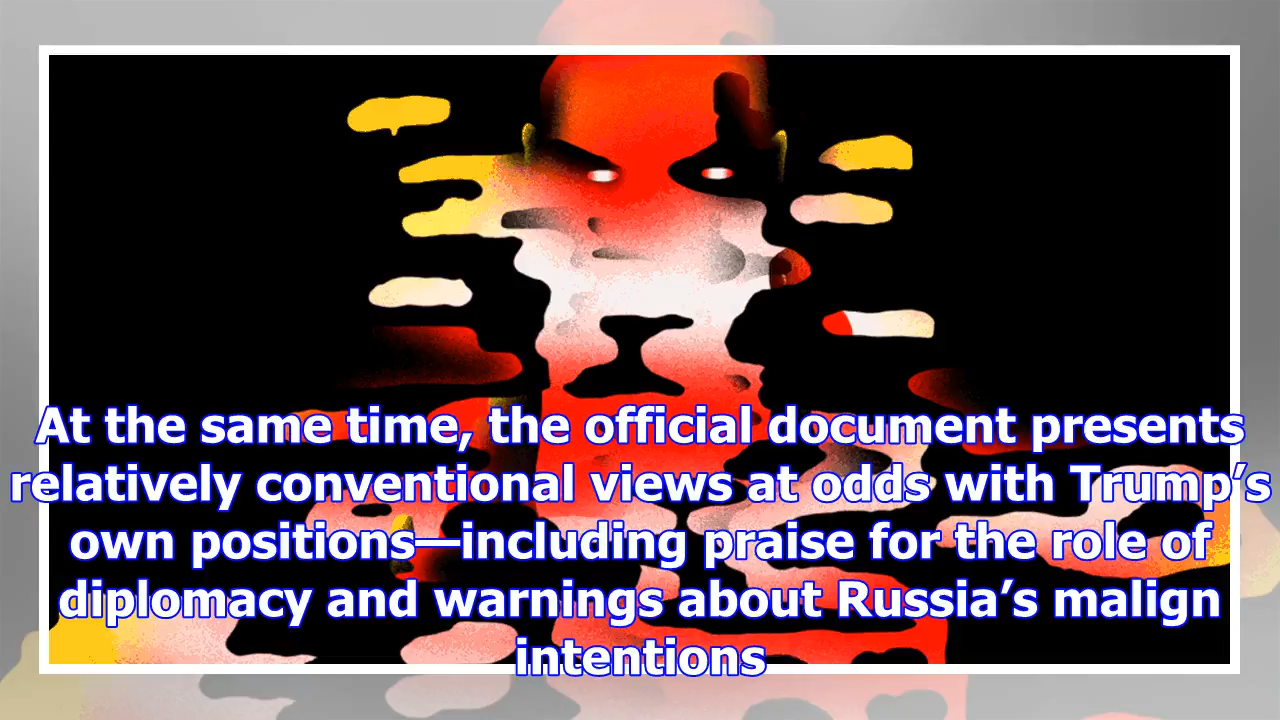 At the same time, the official document presents
relatively conventional views at odds with Trump’s
own positions—including praise for the role of
diplomacy and warnings about Russia’s malign
intentions